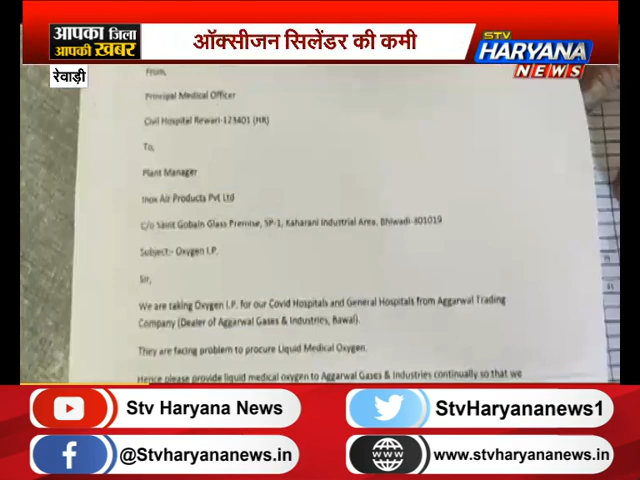 आपका जिला
आपकी खबर
ऑक्सीजन सिलेंडर की कमी
STV
HARYANA
NEWS
रेवाड़ी
From,
Principal Medical Officer
Civil Hospital Rewari-123401 (HR)
To,
Plant Manager
Inox Air Products Pvt Ltd
C/o Saint Gobain Glass Premise, SP-1, Kaharani Industrial Area, Bhiwadi-301019
Subject:- Oxygen I.P.
Sir,
We are taking Oxygen I.P. for our Covid Hospitals and General Hospitals from Aggarwal Trading
Company (Dealer of Aggarwal Gases & Industries, Bawal).
They are facing problem to procure Liquid Medical Oxygen.
Hence please provide liquid medical oxygen to Aggarwal Gases & Industries continually so that we
Stv Haryana News
StvHaryananews1
@Stvharyananews.in
www.stvharyananews.in